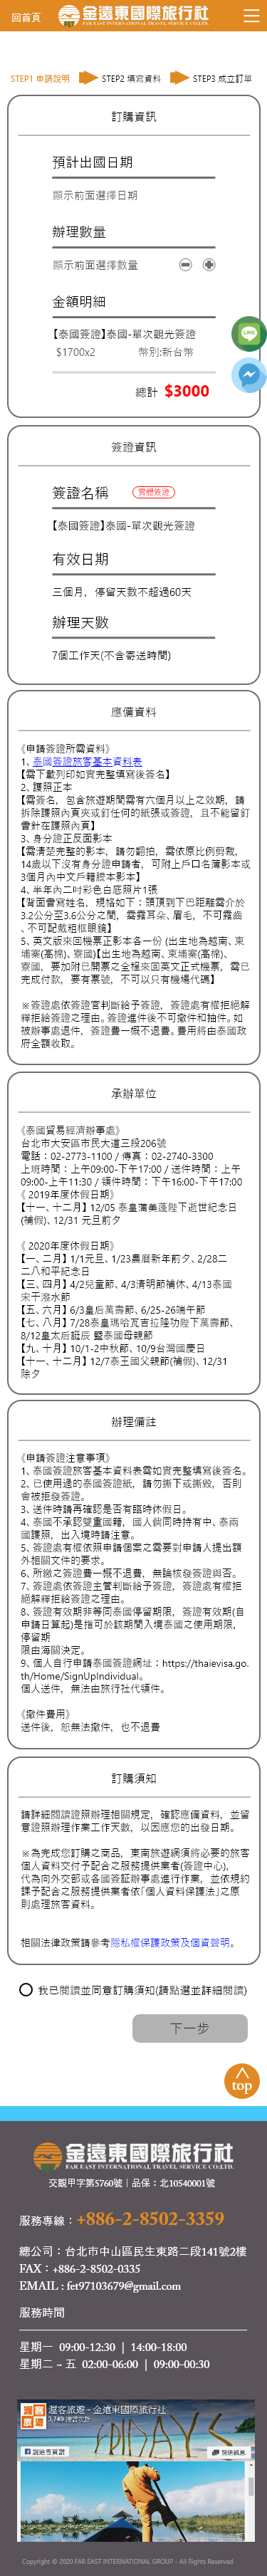 回首頁
金遠東國際旅行社
FAR EAST INTERNATIONAL TRAVEL SERVICE
STEP1 申請說明
STEP2 填寫資料
STEP3 成立訂單
訂購資訊
預計出國日期
顯示前面選擇日期
辦理數量
顯示前面選擇數量
金額明細
【泰國簽證】泰國-單次觀光簽證
$1700x2 幣別:新台幣
總計 $3000
簽證資訊
簽證名稱 實體簽證
【泰國簽證】泰國-單次觀光簽證
有效日期
三個月，停留天數不超過60天
辦理天數
7個工作天(不含寄送時間)
應備資料
《申請簽證所需資料》
1、泰國簽證旅客基本資料表
【需下載列印如實完整填寫後簽名】
2、護照正本
【需簽名，包含旅遊期間需有六個月以上之效期，請
拆除護照內頁夾或釘任何的紙張或簽證，且不能留釘
書針在護照內頁】
3、身分證正反面影本
【需清楚完整的影本，請勿翻拍，需依原比例剪裁，
14歲以下沒有身分證申請者，可附上戶口名簿影本或
3個月內中文戶籍謄本影本】
4、半年內二吋彩色白底照片1張
【背面書寫姓名，規格如下：頭頂到下巴距離需介於
3.2公分至3.6公分之間，需露耳朵、眉毛，不可露齒
、不可配戴粗框眼鏡】
5、英文版來回機票正影本各一份 (出生地為越南、柬
埔寨(高棉)、寮國)【出生地為越南、柬埔寨(高棉)、
寮國，要加附已開票之全程來回英文正式機票，需已
完成付款，要有票號，不可以只有機場代碼】
※簽證處依簽證官判斷給予簽證，簽證處有權拒絕解
釋拒給簽證之理由。簽證進件後不可撤件和抽件。如
被辦事處退件，簽證費一概不退費。費用將由泰國政
府全額收取。
承辦單位
《泰國貿易經濟辦事處》
台北市大安區市民大道三段206號
電話：02-2773-1100 / 傳真：02-2740-3300
上班時間：上午09:00-下午17:00 / 送件時間：上午
09:00-上午11:30 / 領件時間：下午16:00-下午17:00
《 2019年度休假日期》
【十一、十二月】 12/05 泰皇蒲美蓬陛下逝世紀念日
(補假)、12/31 元旦前夕
《 2020年度休假日期》
【一、二月】 1/1元旦、1/23農曆新年前夕、2/28二
二八和平紀念日
【三、四月】 4/2兒童節、4/3清明節補休、4/13泰國
宋干潑水節
【五、六月】 6/3皇后萬壽節、6/25-26端午節
【七、八月】 7/28泰皇瑪哈瓦吉拉隆功陛下萬壽節、
8/12皇太后誕辰 暨泰國母親節
【九、十月】 10/1-2中秋節、10/9台灣國慶日
【十一、十二月】 12/7泰王國父親節(補假)、12/31
除夕
辦理備註
《申請簽證注意事項》
1、泰國簽證旅客基本資料表需如實完整填寫後簽名。
2、已使用過的泰國簽證紙，請勿撕下或撕毀，否則
會被拒發簽證。
3、送件時請再確認是否有臨時休假日。
4、泰國不承認雙重國籍，國人倘同時持有中、泰兩
國護照，出入境時請注意。
5、簽證處有權依照申請個案之需要對申請人提出額
外相關文件的要求。
6、所繳之簽證費一概不退費，無論核發簽證與否。
7、簽證處依簽證主管判斷給予簽證，簽證處有權拒
絕解釋拒給簽證之理由。
8、簽證有效期非等同泰國停留期限，簽證有效期(自
申請日算起)是指可於該期間入境泰國之使用期限，
停留期
限由海關決定。
9、個人自行申請泰國簽證網址：https://thaievisa.go.
th/Home/SignUpIndividual。
個人送件，無法由旅行社代領件。
《撤件費用》
送件後，恕無法撤件，也不退費
訂購須知
請詳細閱讀證照辦理相關規定，確認應備資料，並留
意證照辦理作業工作天數，以因應您的出發日期。
※為完成您訂購之商品，東南旅遊網須將必要的旅客
個人資料交付予配合之服務提供業者(簽證中心)，
代為向外交部或各國簽証辦事處進行作業，並依規約
課予配合之服務提供業者依「個人資料保護法」之原
則處理旅客資料。
相關法律政策請參考隱私權保護政策及個資聲明。
我已閱讀並同意訂購須知(請點選並詳細閱讀)
下一步
top
金遠東國際旅行社
FAR EAST INTERNATIONAL TRAVEL SERVICE
交觀甲字第5760號｜品保：北10540001號
服務專線：+886-2-8502-3359
總公司：台北市中山區民生東路二段141號2樓
FAX：+886-2-8502-0335
EMAIL : fet97103679@gmail.com
服務時間
星期一 09:00-12:30 | 14:00-18:00
星期二 ~ 五 02:00-06:00 | 09:00-00:30
Copyright © 2020 FAR EAST INTERNATIONAL GROUP - All Rights Reserved.